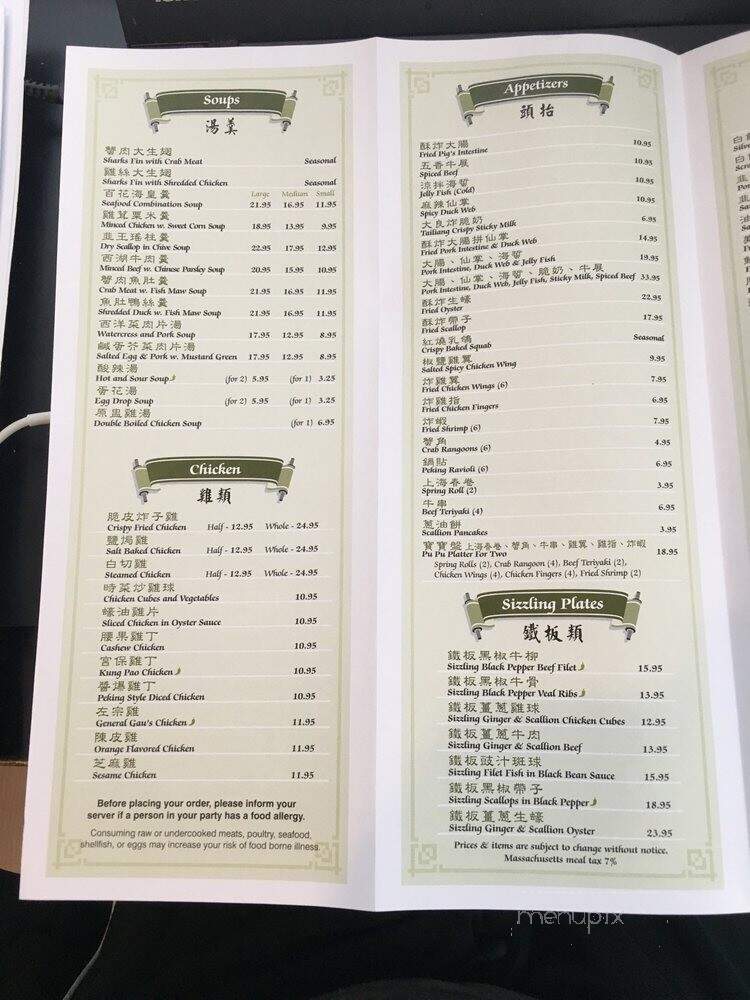 Soups
湯羹
蟹肉大生翅
Sharks Fin with Crab Meat Seasonal
雞絲大生翅
Sharks Fin with Shredded Chicken Seasonal
百花海皇羹 Large Medium Small
Seafood Combination Soup 21.95 16.95 11.95
雞茸粟米羹
Minced Chicken w. Sweet Corn Soup 18.95 13.95 9.95
韭王瑤柱羹
Dry Scallop in Chive Soup 22.95 17.95 12.95
西湖牛肉羹
Minced Beef w. Chinese Parsley Soup 20.95 15.95 10.95
蟹肉魚肚羹
Crab Meat w. Fish Maw Soup 21.95 16.95 11.95
魚肚鴨絲羹
Shredded Duck w. Fish Maw Soup 21.95 16.95 11.95
西洋菜肉片湯
Watercress and Pork Soup 17.95 12.95 8.95
鹹蛋芥菜肉片湯
Salted Egg & Pork w. Mustard Green 17.95 12.95 8.95
酸辣湯
Hot and Sour Soup (for 2) 5.95 (for 1) 3.25
蛋花湯
Egg Drop Soup (for 2) 5.95 (for 1) 3.25
原盅雞湯
Double Boiled Chicken Soup (for 1) 6.95
Chicken
雞類
脆皮炸子雞
Crispy Fried Chicken Half - 12.95 Whole - 24.95
鹽焗雞
Salt Baked Chicken Half - 12.95 Whole - 24.95
白切雞
Steamed Chicken Half - 12.95 Whole - 24.95
時菜炒雞球
Chicken Cubes and Vegetables 10.95
蠔油雞片
Sliced Chicken in Oyster Sauce 10.95
腰果雞丁
Cashew Chicken 10.95
宮保雞丁
Kung Pao Chicken 10.95
醬爆雞丁
Peking Style Diced Chicken 10.95
左宗雞
General Gau's Chicken 11.95
陳皮雞
Orange Flavored Chicken 11.95
芝麻雞
Sesame Chicken 11.95
Before placing your order, please inform your
server if a person in your party has a food allergy.
Consuming raw or undercooked meats, poultry, seafood,
shellfish, or eggs may increase your risk of food borne illness.
Appetizers
頭抬
酥炸大腸
Fried Pig's Intestine 10.95
五香牛展
Spiced Beef 10.95
涼拌海蜇
Jelly Fish (Cold) 10.95
麻辣仙掌
Spicy Duck Web 10.95
大良炸脆奶
Tailiang Crispy Sticky Milk 6.95
酥炸大腸拼仙掌
Fried Pork Intestine & Duck Web 14.95
大腸、仙掌、海蜇
Pork Intestine, Duck Web & Jelly Fish 19.95
大腸、仙掌、海蜇、脆奶、牛展
Pork Intestine, Duck Web, Jelly Fish, Sticky Milk, Spiced Beef 33.95
酥炸生蠔
Fried Oyster 22.95
酥炸帶子
Fried Scallop 17.95
紅燒乳鴿
Crispy Baked Squab Seasonal
椒鹽雞翼
Salted Spicy Chicken Wing 9.95
炸雞翼
Fried Chicken Wings (6) 7.95
炸雞指
Fried Chicken Fingers 6.95
炸蝦
Fried Shrimp (6) 7.95
蟹角
Crab Rangoons (6) 4.95
鍋貼
Peking Ravioli (6) 6.95
上海春卷
Spring Roll (2) 3.95
牛串
Beef Teriyaki (4) 6.95
蔥油餅
Scallion Pancakes 3.95
寶寶盤 上海春卷、蟹角、牛串、雞翼、雞指、炸蝦
Pu Pu Platter For Two 18.95
Spring Rolls (2), Crab Rangoon (4), Beef Teriyaki (2),
Chicken Wings (4), Chicken Fingers (4), Fried Shrimp (2)
Sizzling Plates
鐵板類
鐵板黑椒牛柳
Sizzling Black Pepper Beef Filet 15.95
鐵板黑椒牛骨
Sizzling Black Pepper Veal Ribs 13.95
鐵板薑蔥雞球
Sizzling Ginger & Scallion Chicken Cubes 12.95
鐵板薑蔥牛肉
Sizzling Ginger & Scallion Beef 13.95
鐵板豉汁班球
Sizzling Filet Fish in Black Bean Sauce 15.95
鐵板黑椒帶子
Sizzling Scallops in Black Pepper 18.95
鐵板薑蔥生蠔
Sizzling Ginger & Scallion Oyster 23.95
Prices & items are subject to change without notice.
Massachusetts meal tax 7%
menupix